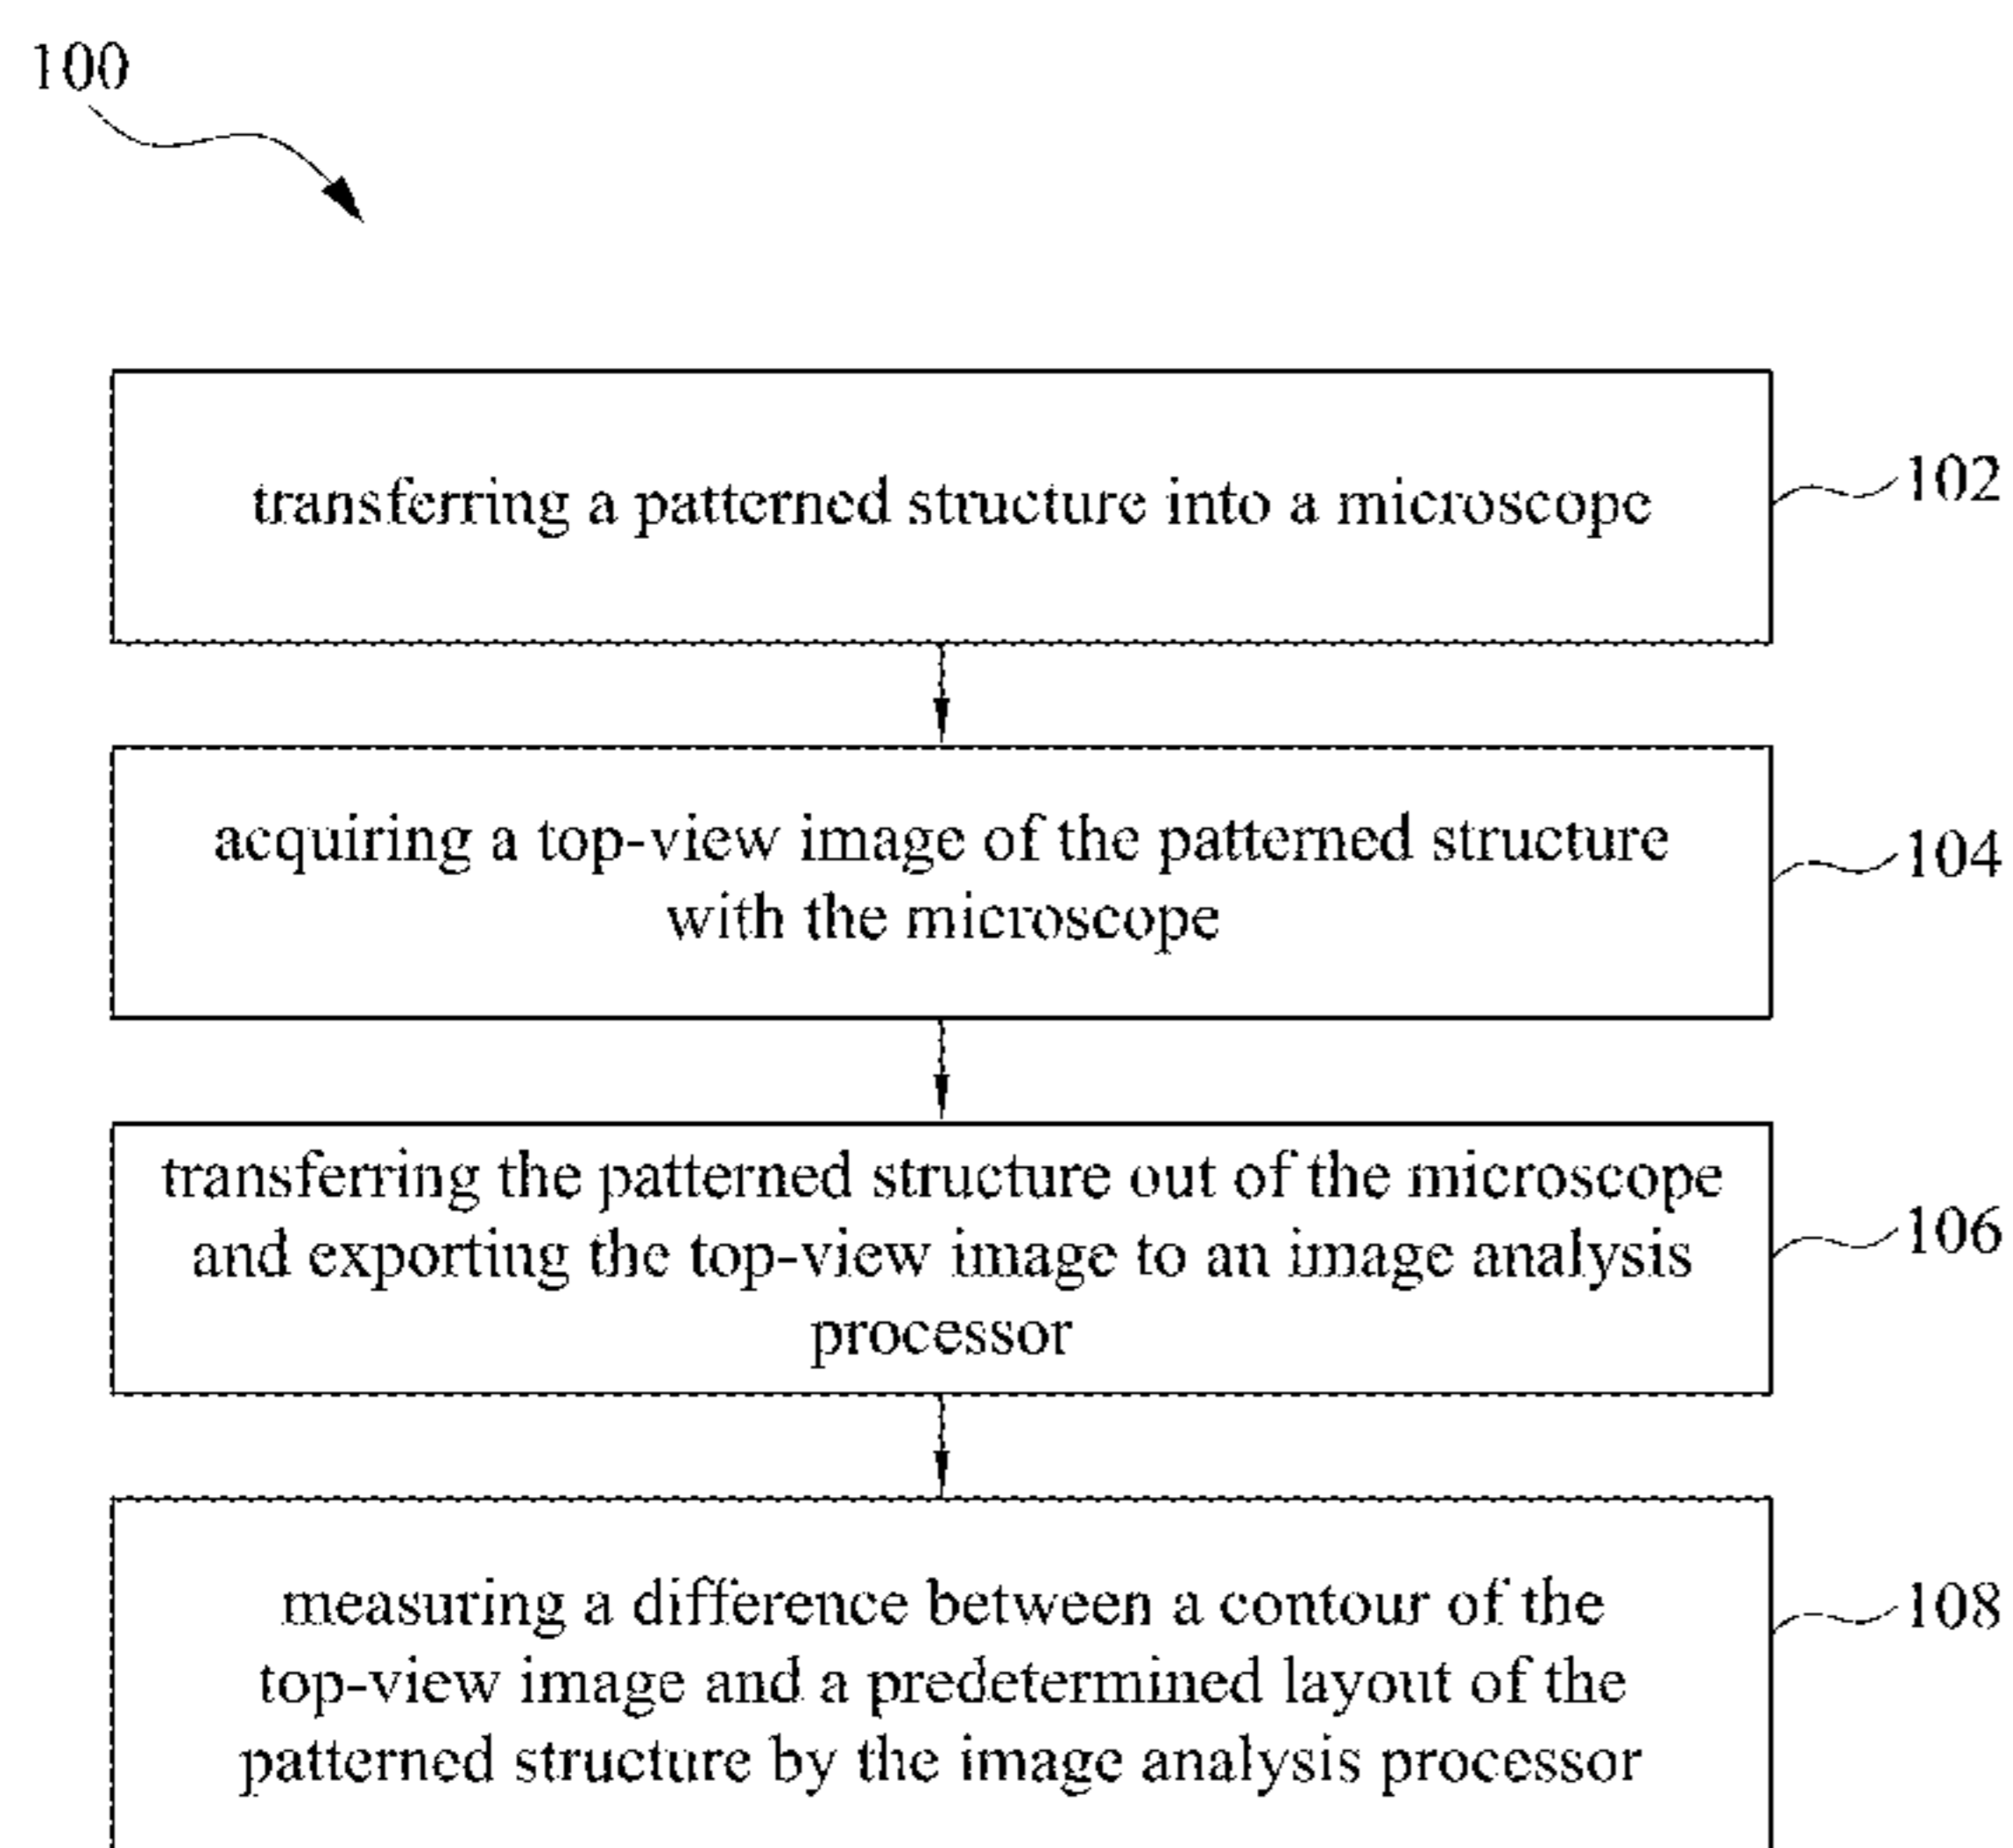 100
transferring a patterned structure into a microscope
102
acquiring a top-view image of the patterned structure
with the microscope
104
transferring the patterned structure out of the microscope
and exporting the top-view image to an image analysis
processor
106
measuring a difference between a contour of the
top-view image and a predetermined layout of the
patterned structure by the image analysis processor
108